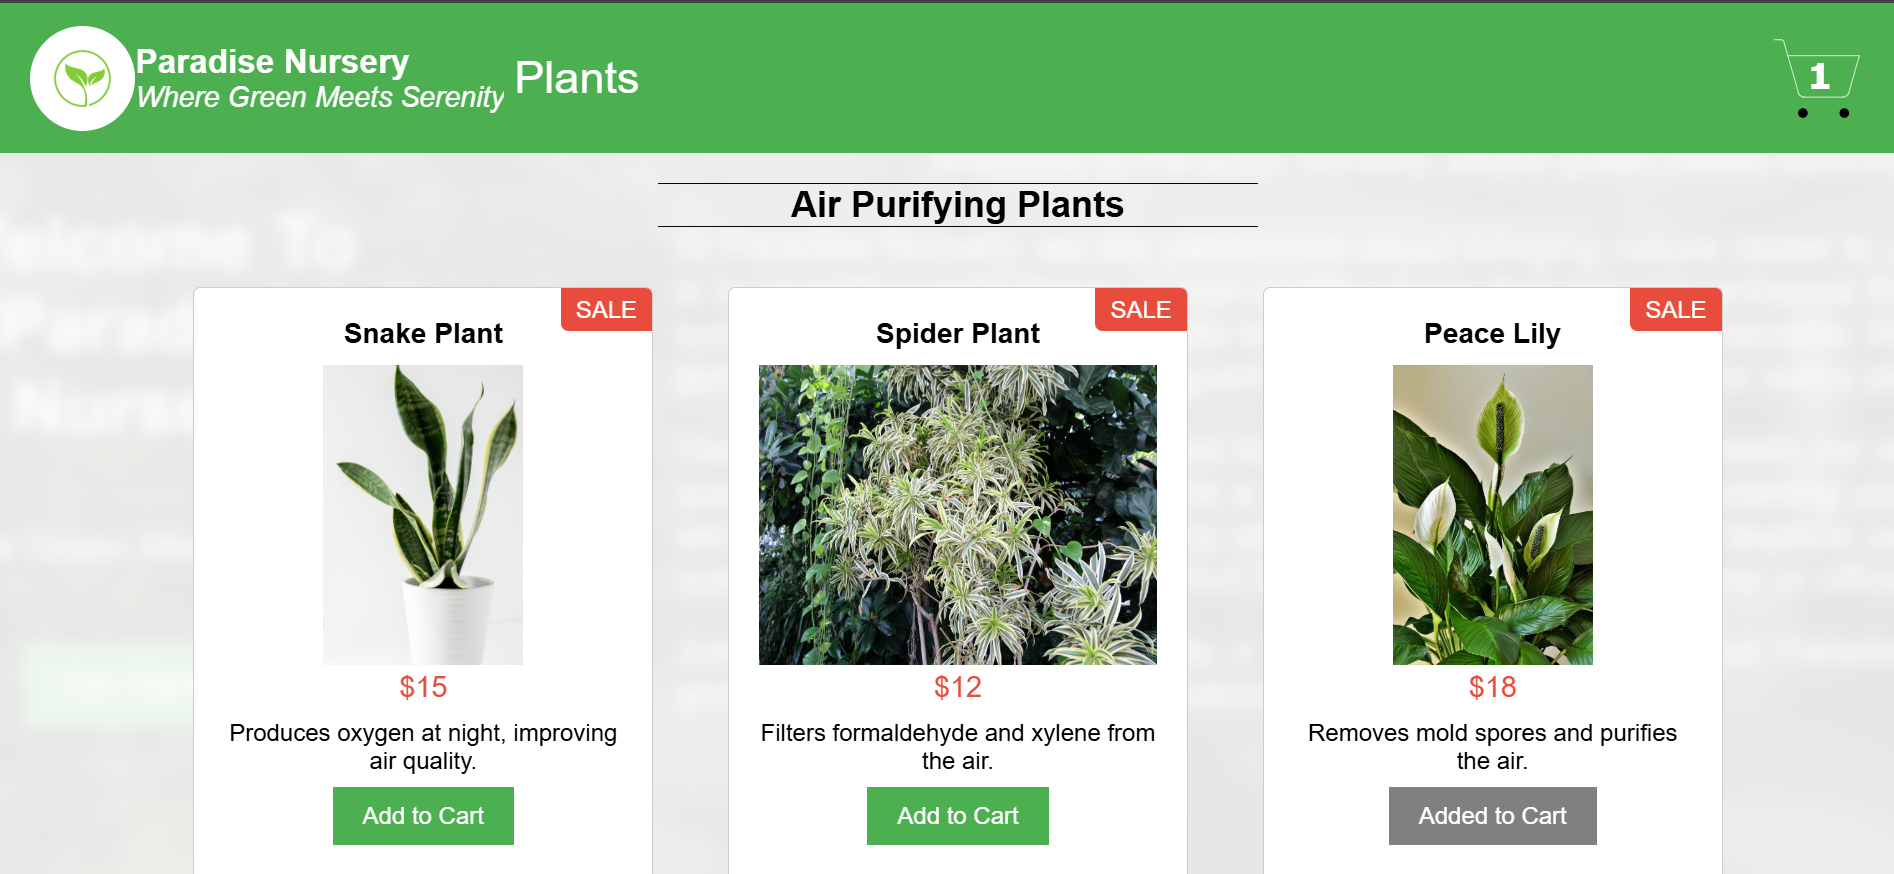 Paradise Nursery
Where Green Meets Serenity
Plants
1
Air Purifying Plants
SALE
Snake Plant
$15
Produces oxygen at night, improving
air quality.
Add to Cart
SALE
Spider Plant
$12
Filters formaldehyde and xylene from
the air.
Add to Cart
SALE
Peace Lily
$18
Removes mold spores and purifies
the air.
Added to Cart
elcome To